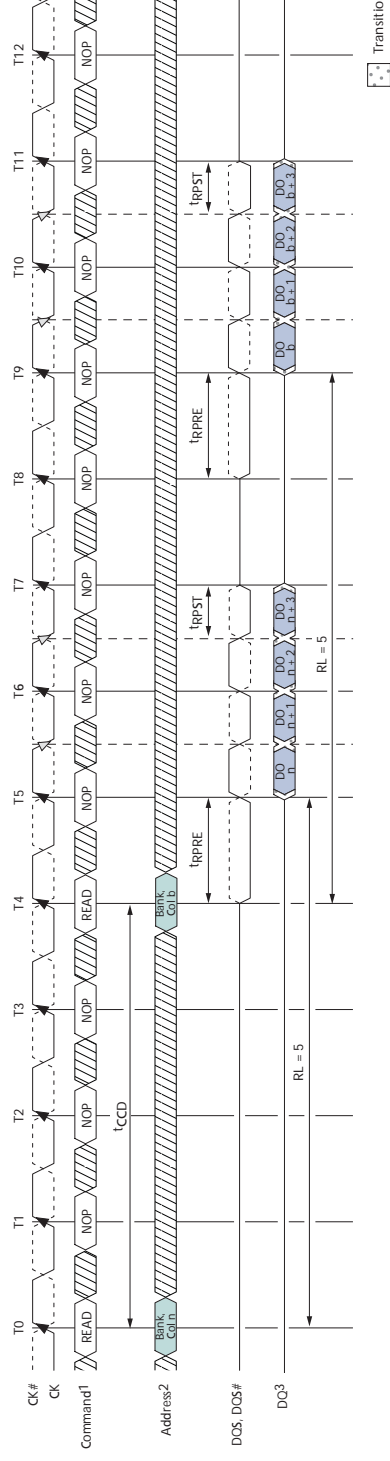 T0 T1 T2 T3 T4 T5 T6 T7 T8 T9 T10 T11 T12
CK#
CK
Command1 READ NOP NOP NOP READ NOP NOP NOP NOP NOP NOP NOP NOP
tCCD
Address2 Bank, Col n Bank, Col b
tRPRE tRPST tRPRE tRPST
DQS, DQS#
DQ3 DO n DO n + 1 DO n + 2 DO n + 3 DO b DO b + 1 DO b + 2 DO b + 3
RL = 5
RL = 5
Transitio